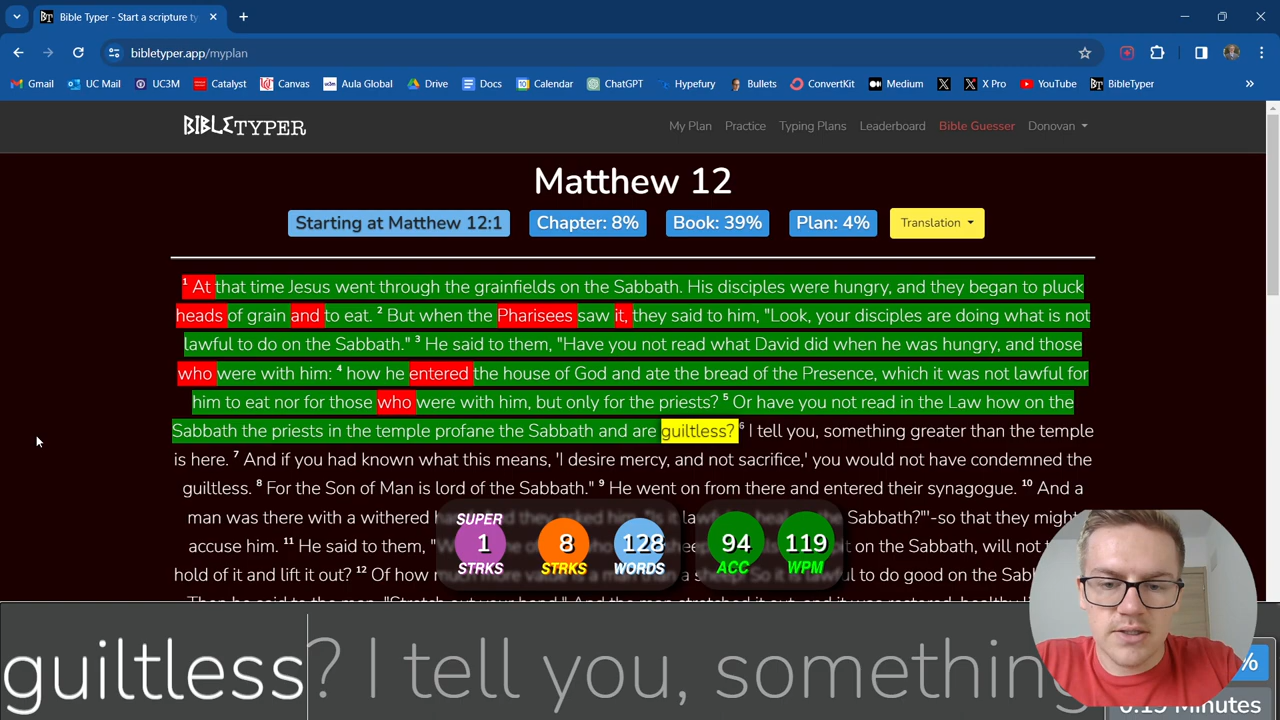 Bible Typer - Start a scripture ty
bibletyper.app/myplan
Gmail UC Mail UC3M Catalyst Canvas Aula Global Drive Docs Calendar ChatGPT Hypefury Bullets ConvertKit Medium X X Pro YouTube BibleTyper »
BIBLETYPER My Plan Practice Typing Plans Leaderboard Bible Guesser Donovan
Matthew 12
Starting at Matthew 12:1 Chapter: 8% Book: 39% Plan: 4% Translation
1 At that time Jesus went through the grainfields on the Sabbath. His disciples were hungry, and they began to pluck
heads of grain and to eat. 2 But when the Pharisees saw it, they said to him, "Look, your disciples are doing what is not
lawful to do on the Sabbath." 3 He said to them, "Have you not read what David did when he was hungry, and those
who were with him: 4 how he entered the house of God and ate the bread of the Presence, which it was not lawful for
him to eat nor for those who were with him, but only for the priests? 5 Or have you not read in the Law how on the
Sabbath the priests in the temple profane the Sabbath and are guiltless? 6 I tell you, something greater than the temple
is here. 7 And if you had known what this means, 'I desire mercy, and not sacrifice,' you would not have condemned the
guiltless. 8 For the Son of Man is lord of the Sabbath." 9 He went on from there and entered their synagogue. 10 And a
man was there with a withered Sabbath?"'-so that they might
accuse him. 11 He said to them, " on the Sabbath, will not
hold of it and lift it out? 12 Of how to do good on the
SUPER
1 8 128 94 119
STRKS STRKS WORDS ACC WPM
guiltless? I tell you, something
%
Minutes